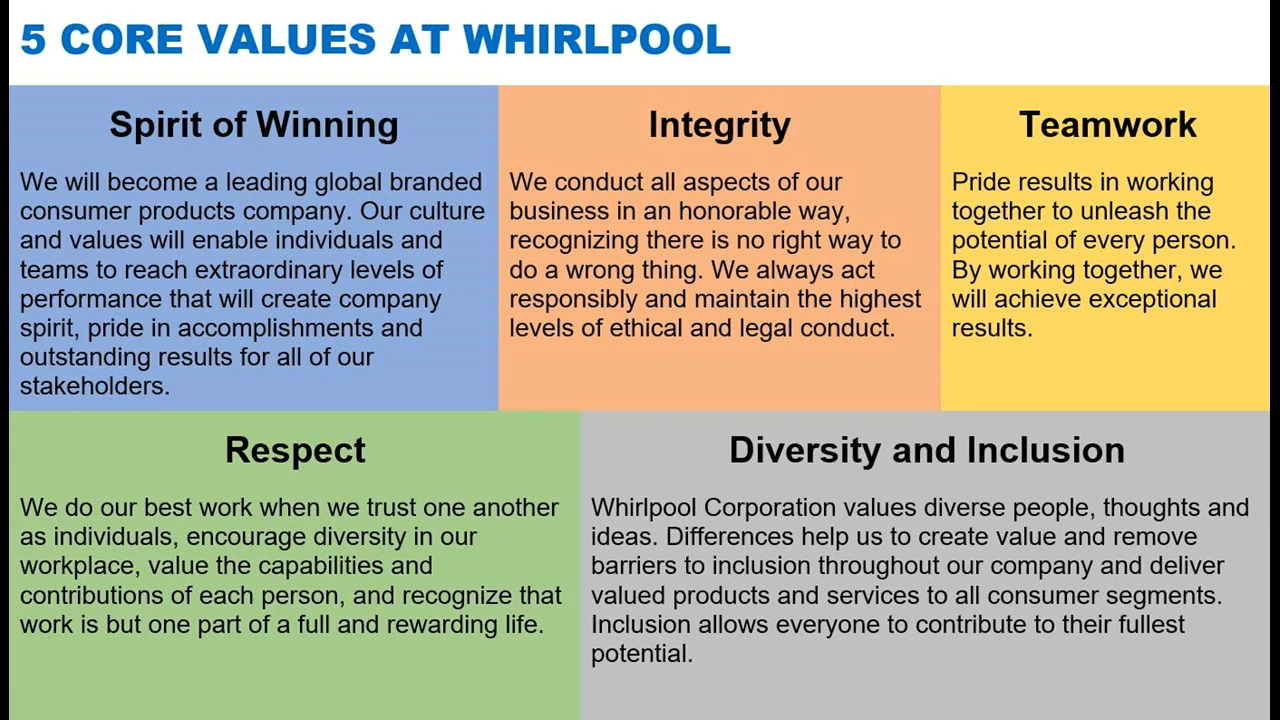 5 CORE VALUES AT WHIRLPOOL
Spirit of Winning
We will become a leading global branded
consumer products company. Our culture
and values will enable individuals and
teams to reach extraordinary levels of
performance that will create company
spirit, pride in accomplishments and
outstanding results for all of our
stakeholders.
Integrity
We conduct all aspects of our
business in an honorable way,
recognizing there is no right way to
do a wrong thing. We always act
responsibly and maintain the highest
levels of ethical and legal conduct.
Teamwork
Pride results in working
together to unleash the
potential of every person.
By working together, we
will achieve exceptional
results.
Respect
We do our best work when we trust one another
as individuals, encourage diversity in our
workplace, value the capabilities and
contributions of each person, and recognize that
work is but one part of a full and rewarding life.
Diversity and Inclusion
Whirlpool Corporation values diverse people, thoughts and
ideas. Differences help us to create value and remove
barriers to inclusion throughout our company and deliver
valued products and services to all consumer segments.
Inclusion allows everyone to contribute to their fullest
potential.